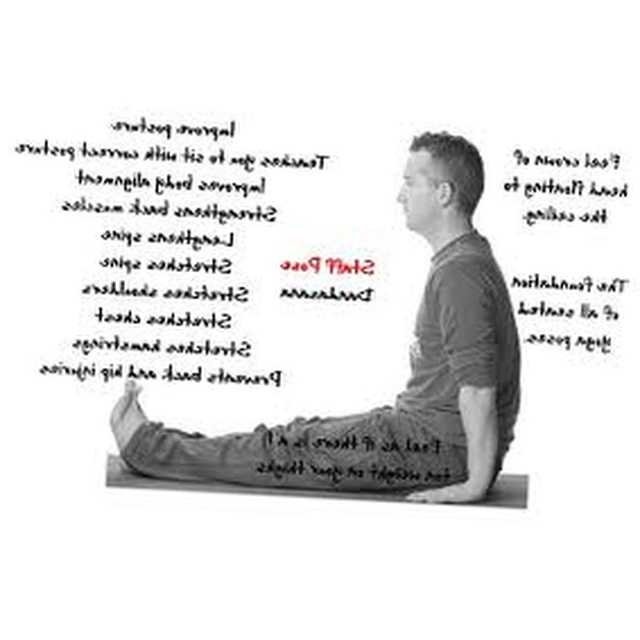 Improve posture
Teaches you to sit with correct posture
Improves body alignment
Strengthens back muscles
Lengthens spine
Stretches spine
Stretches shoulders
Stretches chest
Stretches hamstrings
Prevents back and hip injuries
Staff Pose
Dandasana
Feel crown of
head floating to
the ceiling.
The foundation
of all seated
yoga poses.
Feel as if there is a 1
ton weight on your thighs